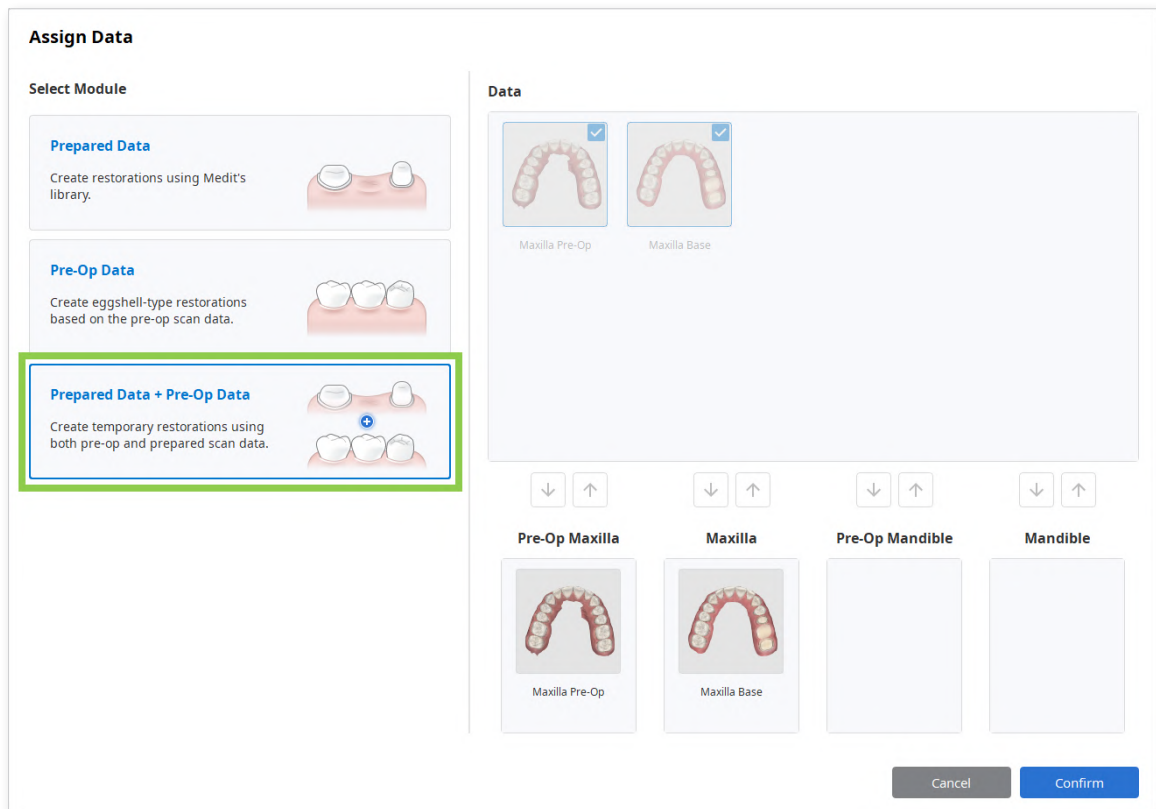 Assign Data
Select Module
Prepared Data
Create restorations using Medit's
library.
Pre-Op Data
Create eggshell-type restorations
based on the pre-op scan data.
Prepared Data + Pre-Op Data
Create temporary restorations using
both pre-op and prepared scan data.
Data
Maxilla Pre-Op
Maxilla Base
Pre-Op Maxilla
Maxilla
Pre-Op Mandible
Mandible
Maxilla Pre-Op
Maxilla Base
Cancel
Confirm